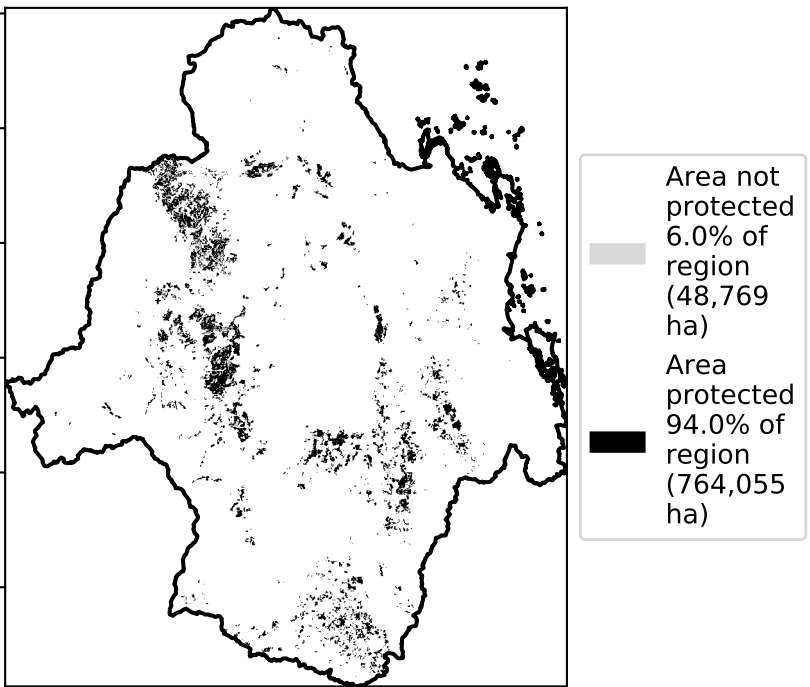 Area not
protected
6.0% of
region
(48,769
ha)
Area
protected
94.0% of
region
(764,055
ha)